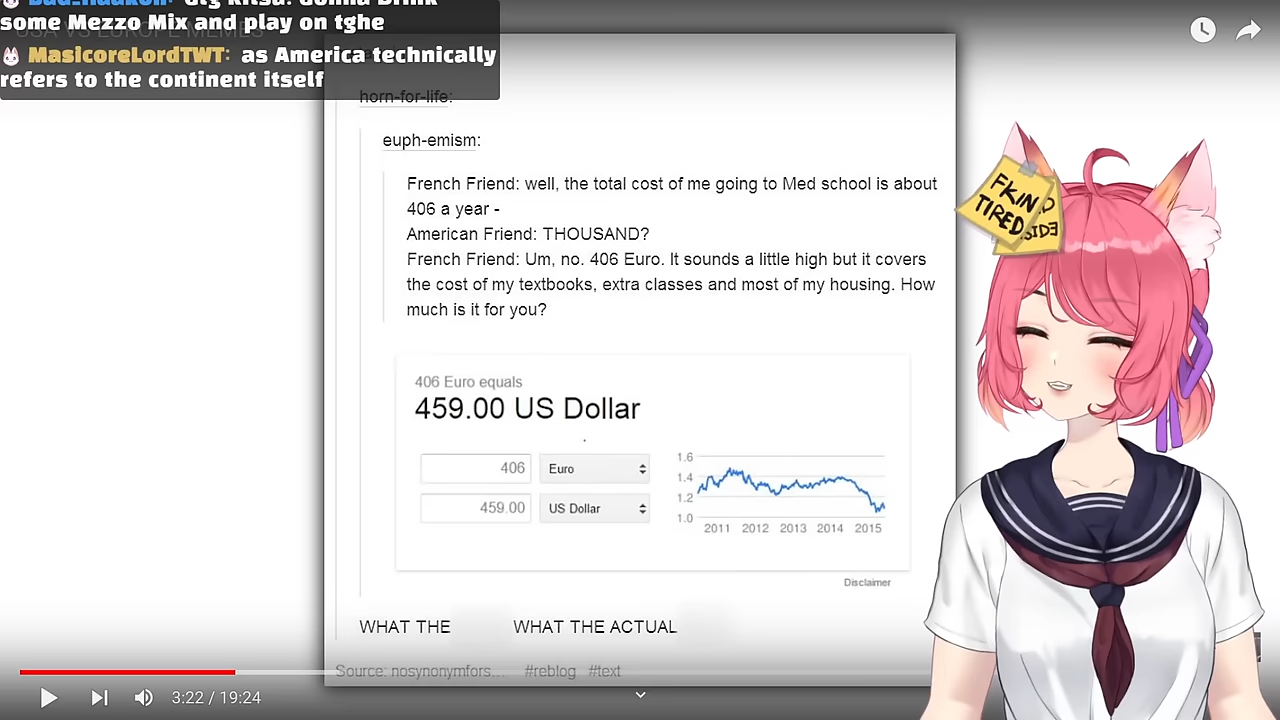 some Mezzo Mix and play on tghe
MasicoreLordTWT: as America technically
refers to the continent itself
horn-for-life:
euph-emism:
French Friend: well, the total cost of me going to Med school is about
406 a year -
American Friend: THOUSAND?
French Friend: Um, no. 406 Euro. It sounds a little high but it covers
the cost of my textbooks, extra classes and most of my housing. How
much is it for you?
406 Euro equals
459.00 US Dollar
406 Euro
459.00 US Dollar
1.6
1.4
1.2
1.0
2011 2012 2013 2014 2015
Disclaimer
WHAT THE WHAT THE ACTUAL
Source: nosynonymfors... #reblog #text
3:22 / 19:24
FKIN
TIRED